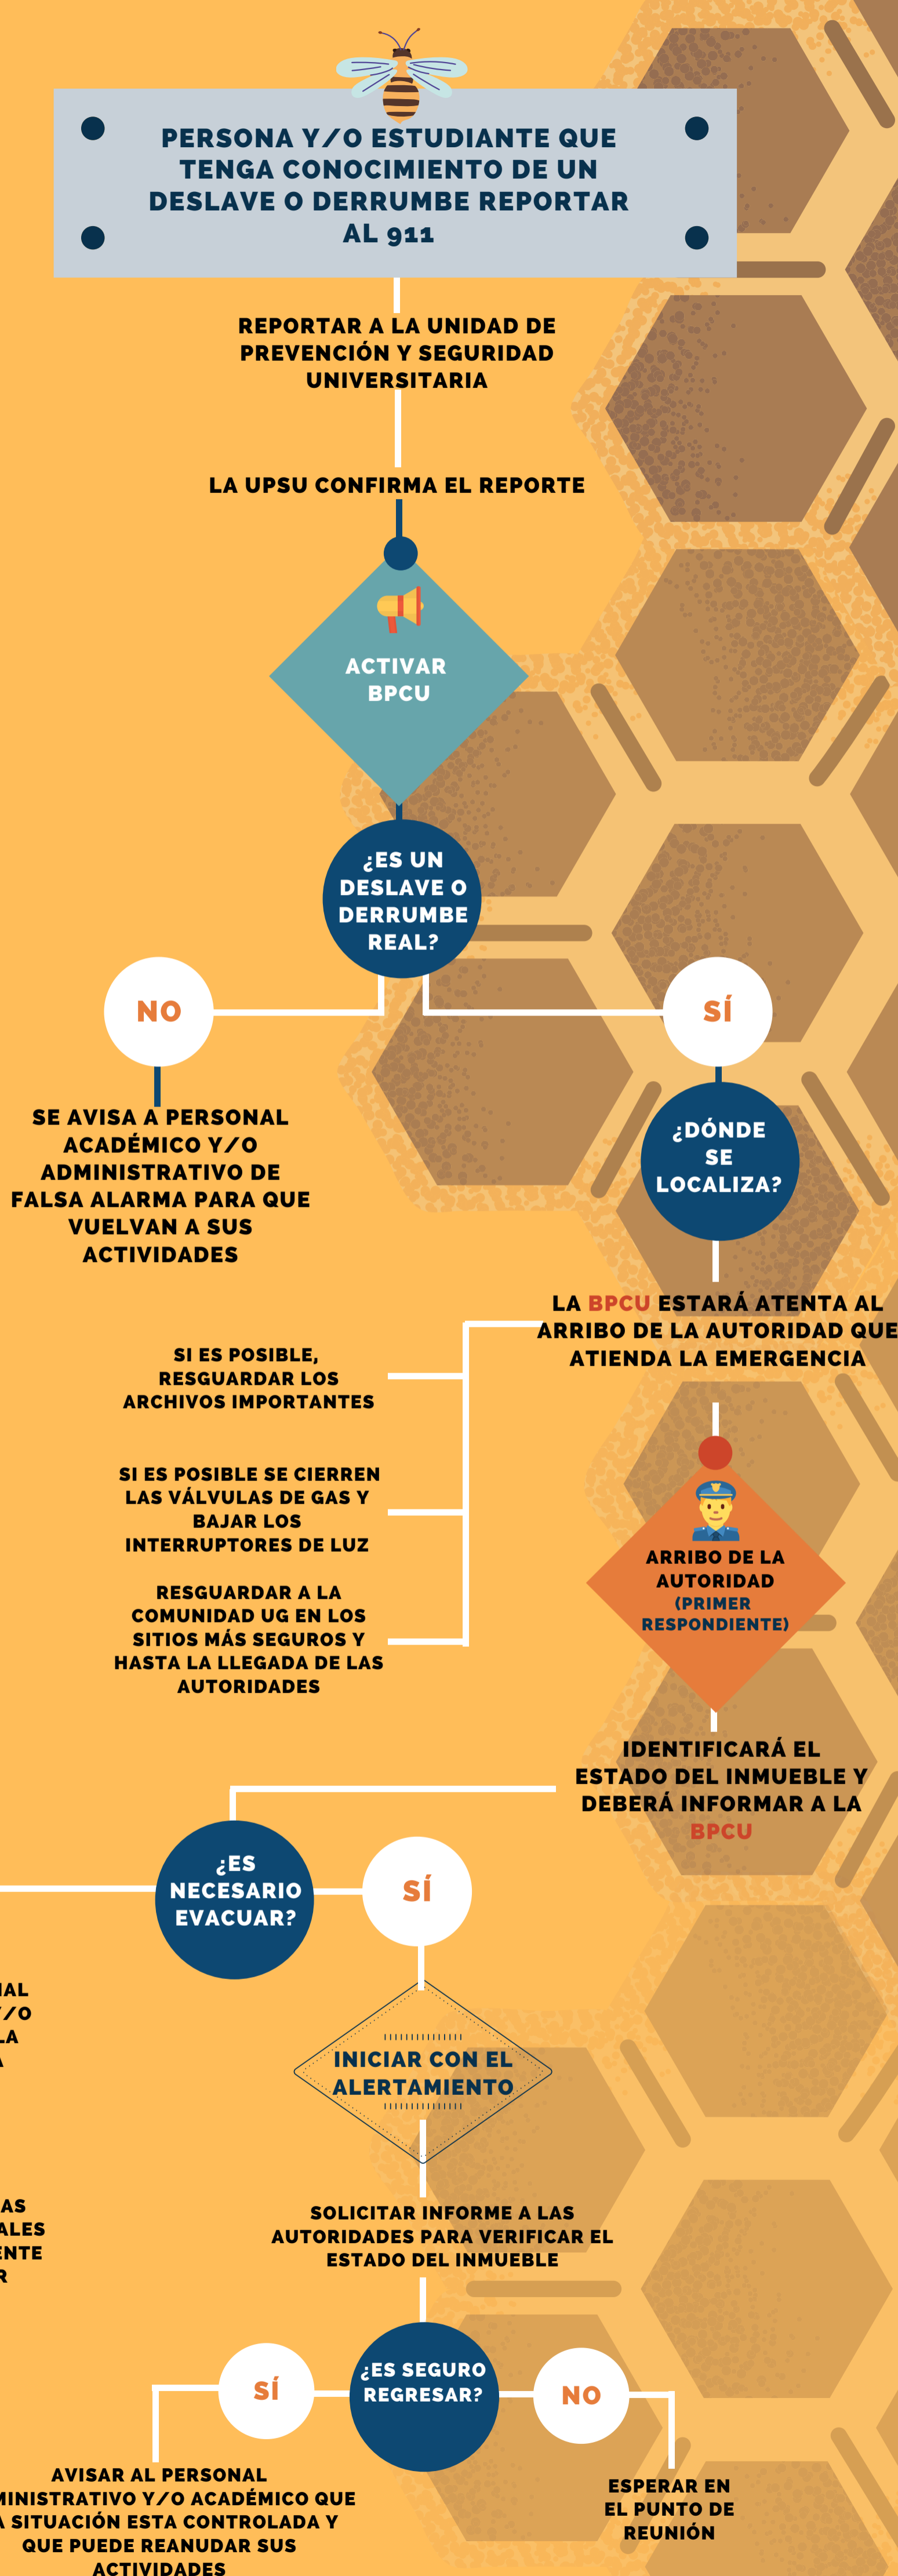 PERSONA Y/O ESTUDIANTE QUE
TENGA CONOCIMIENTO DE UN
DESLAVE O DERRUMBE REPORTAR
AL 911
REPORTAR A LA UNIDAD DE
PREVENCIÓN Y SEGURIDAD
UNIVERSITARIA
LA UPSU CONFIRMA EL REPORTE
ACTIVAR
BPCU
¿ES UN
DESLAVE O
DERRUMBE
REAL?
NO
SÍ
SE AVISA A PERSONAL
ACADÉMICO Y/O
ADMINISTRATIVO DE
FALSA ALARMA PARA QUE
VUELVAN A SUS
ACTIVIDADES
¿DÓNDE
SE
LOCALIZA?
LA BPCU ESTARÁ ATENTA AL
ARRIBO DE LA AUTORIDAD QUE
ATIENDA LA EMERGENCIA
SI ES POSIBLE,
RESGUARDAR LOS
ARCHIVOS IMPORTANTES
SI ES POSIBLE SE CIERREN
LAS VÁLVULAS DE GAS Y
BAJAR LOS
INTERRUPTORES DE LUZ
RESGUARDAR A LA
COMUNIDAD UG EN LOS
SITIOS MÁS SEGUROS Y
HASTA LA LLEGADA DE LAS
AUTORIDADES
ARRIBO DE LA
AUTORIDAD
(PRIMER
RESPONDIENTE)
IDENTIFICARÁ EL
ESTADO DEL INMUEBLE Y
DEBERÁ INFORMAR A LA
BPCU
¿ES
NECESARIO
EVACUAR?
SÍ
NAL
Y/O
LA
A
AS
ALES
ENTE
R
INICIAR CON EL
ALERTAMIENTO
SOLICITAR INFORME A LAS
AUTORIDADES PARA VERIFICAR EL
ESTADO DEL INMUEBLE
¿ES SEGURO
REGRESAR?
SÍ
NO
AVISAR AL PERSONAL
MINISTRATIVO Y/O ACADÉMICO QUE
A SITUACIÓN ESTA CONTROLADA Y
QUE PUEDE REANUDAR SUS
ACTIVIDADES
ESPERAR EN
EL PUNTO DE
REUNIÓN